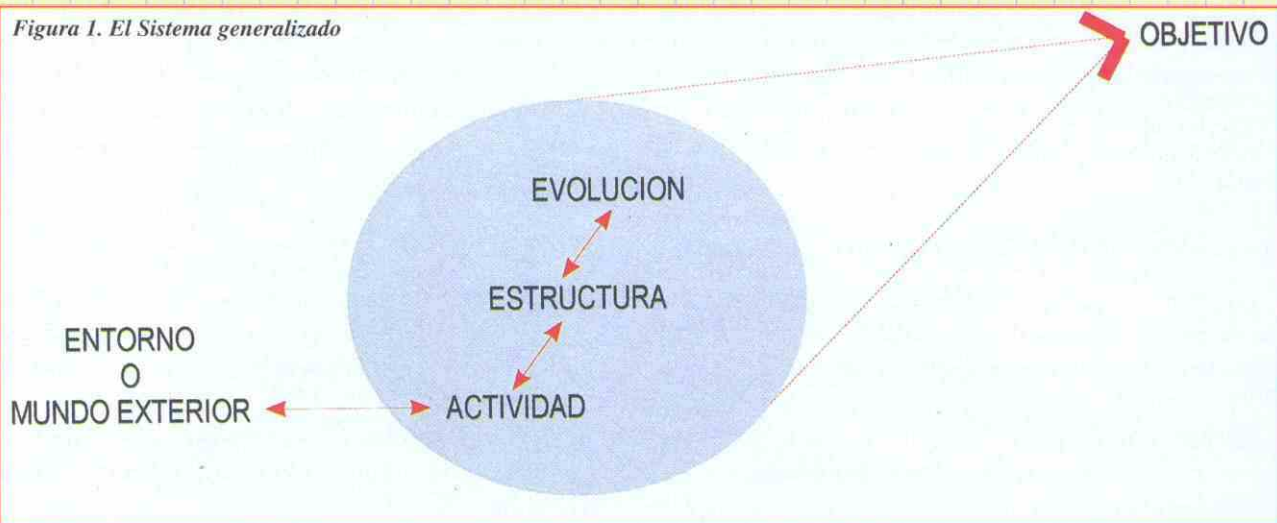 Figura 1. El Sistema generalizado
OBJETIVO
EVOLUCION
ESTRUCTURA
ENTORNO
O
MUNDO EXTERIOR
ACTIVIDAD